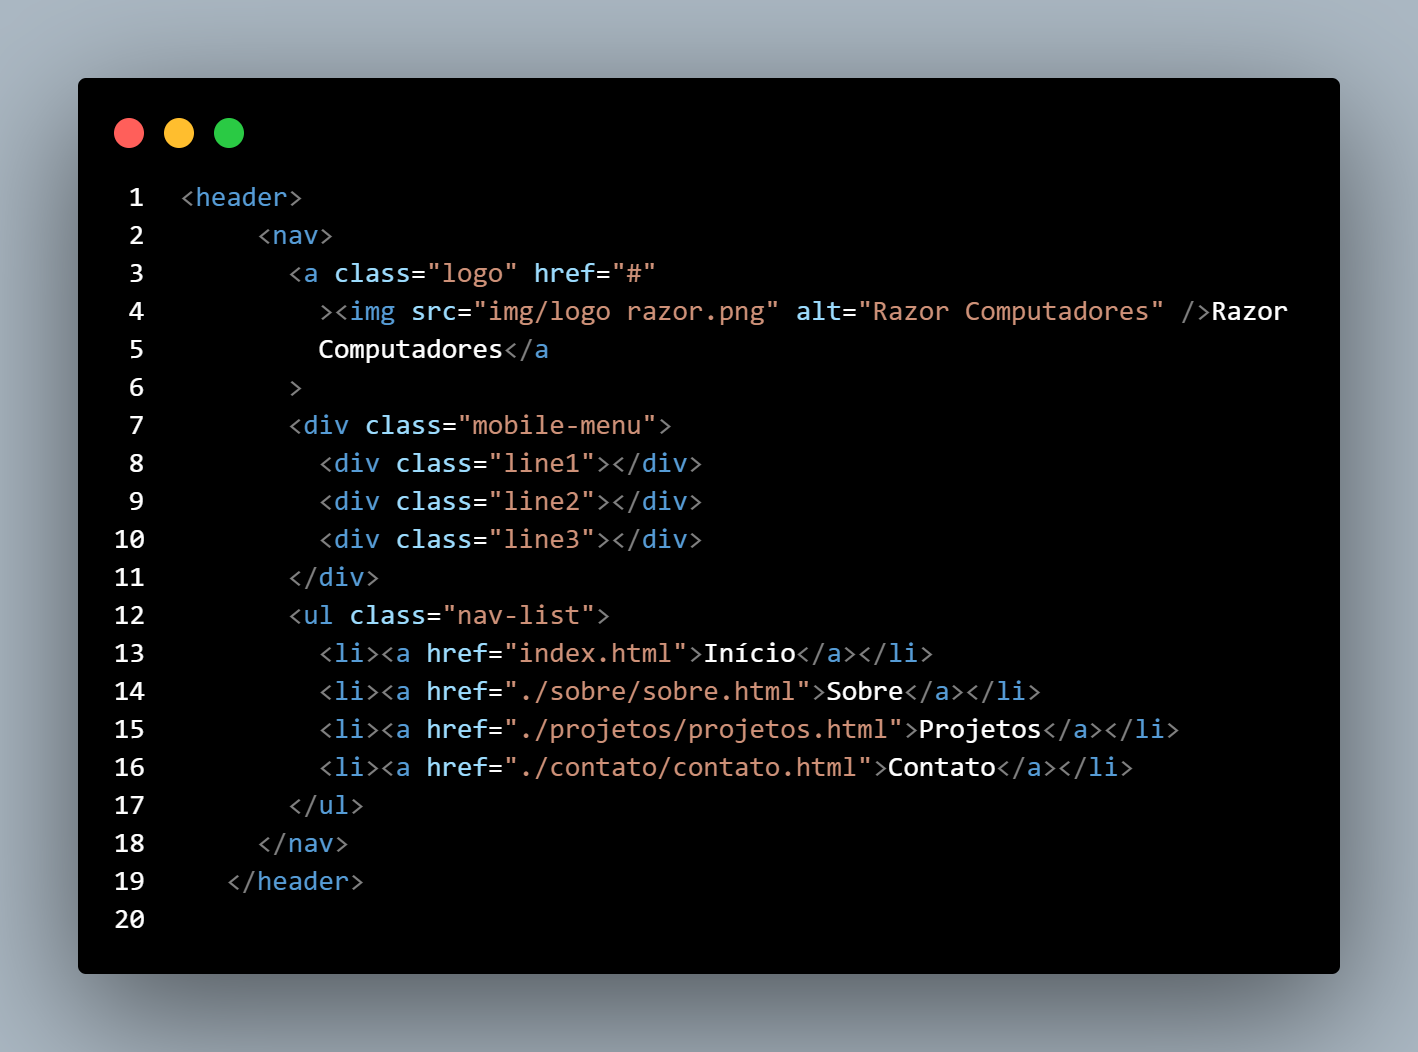 1 <header>
2      <nav>
3        <a class="logo" href="#"
4          ><img src="img/logo razor.png" alt="Razor Computadores" />Razor
5          Computadores</a
6        >
7        <div class="mobile-menu">
8          <div class="line1"></div>
9          <div class="line2"></div>
10          <div class="line3"></div>
11        </div>
12        <ul class="nav-list">
13          <li><a href="index.html">Início</a></li>
14          <li><a href="./sobre/sobre.html">Sobre</a></li>
15          <li><a href="./projetos/projetos.html">Projetos</a></li>
16          <li><a href="./contato/contato.html">Contato</a></li>
17        </ul>
18      </nav>
19    </header>
20